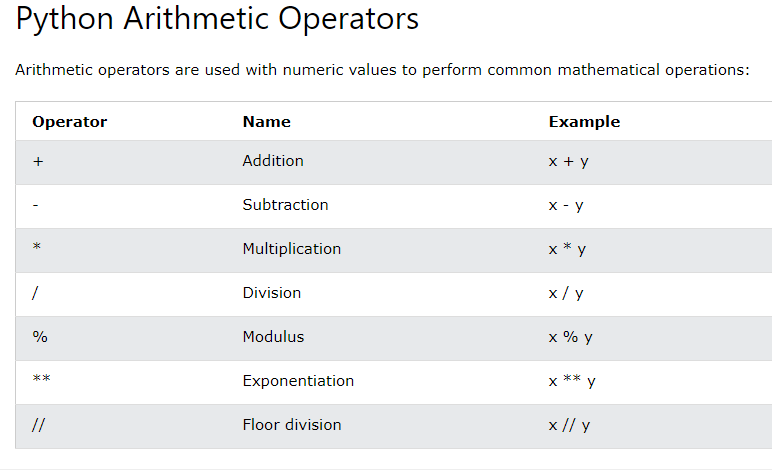 Python Arithmetic Operators
Arithmetic operators are used with numeric values to perform common mathematical operations:
Operator Name Example
+ Addition x + y
- Subtraction x - y
* Multiplication x * y
/ Division x / y
% Modulus x % y
** Exponentiation x ** y
// Floor division x // y